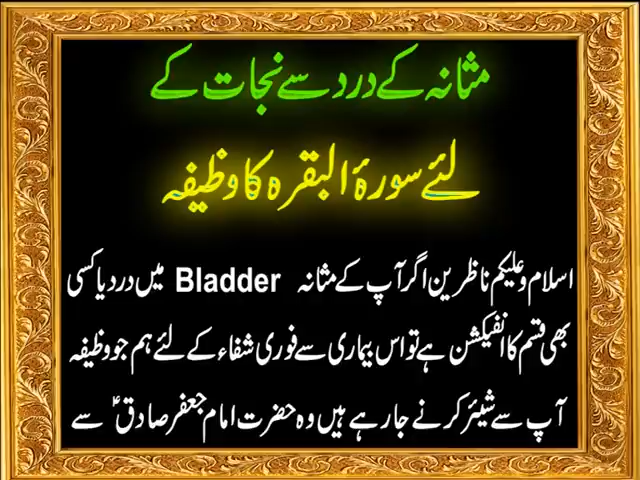 مثانہ کے درد سے نجات کے
لئے سورۃ البقرہ کا وظیفہ
اسلام و علیکم ناظرین اگر آپ کے مثانہ Bladder میں درد یا کسی
بھی قسم کا انفیکشن ہے تو اس بیماری سے فوری شفاء کے لئے ہم جو وظیفہ
آپ سے شیئر کرنے جا رہے ہیں وہ حضرت امام جعفر صادقؑ سے